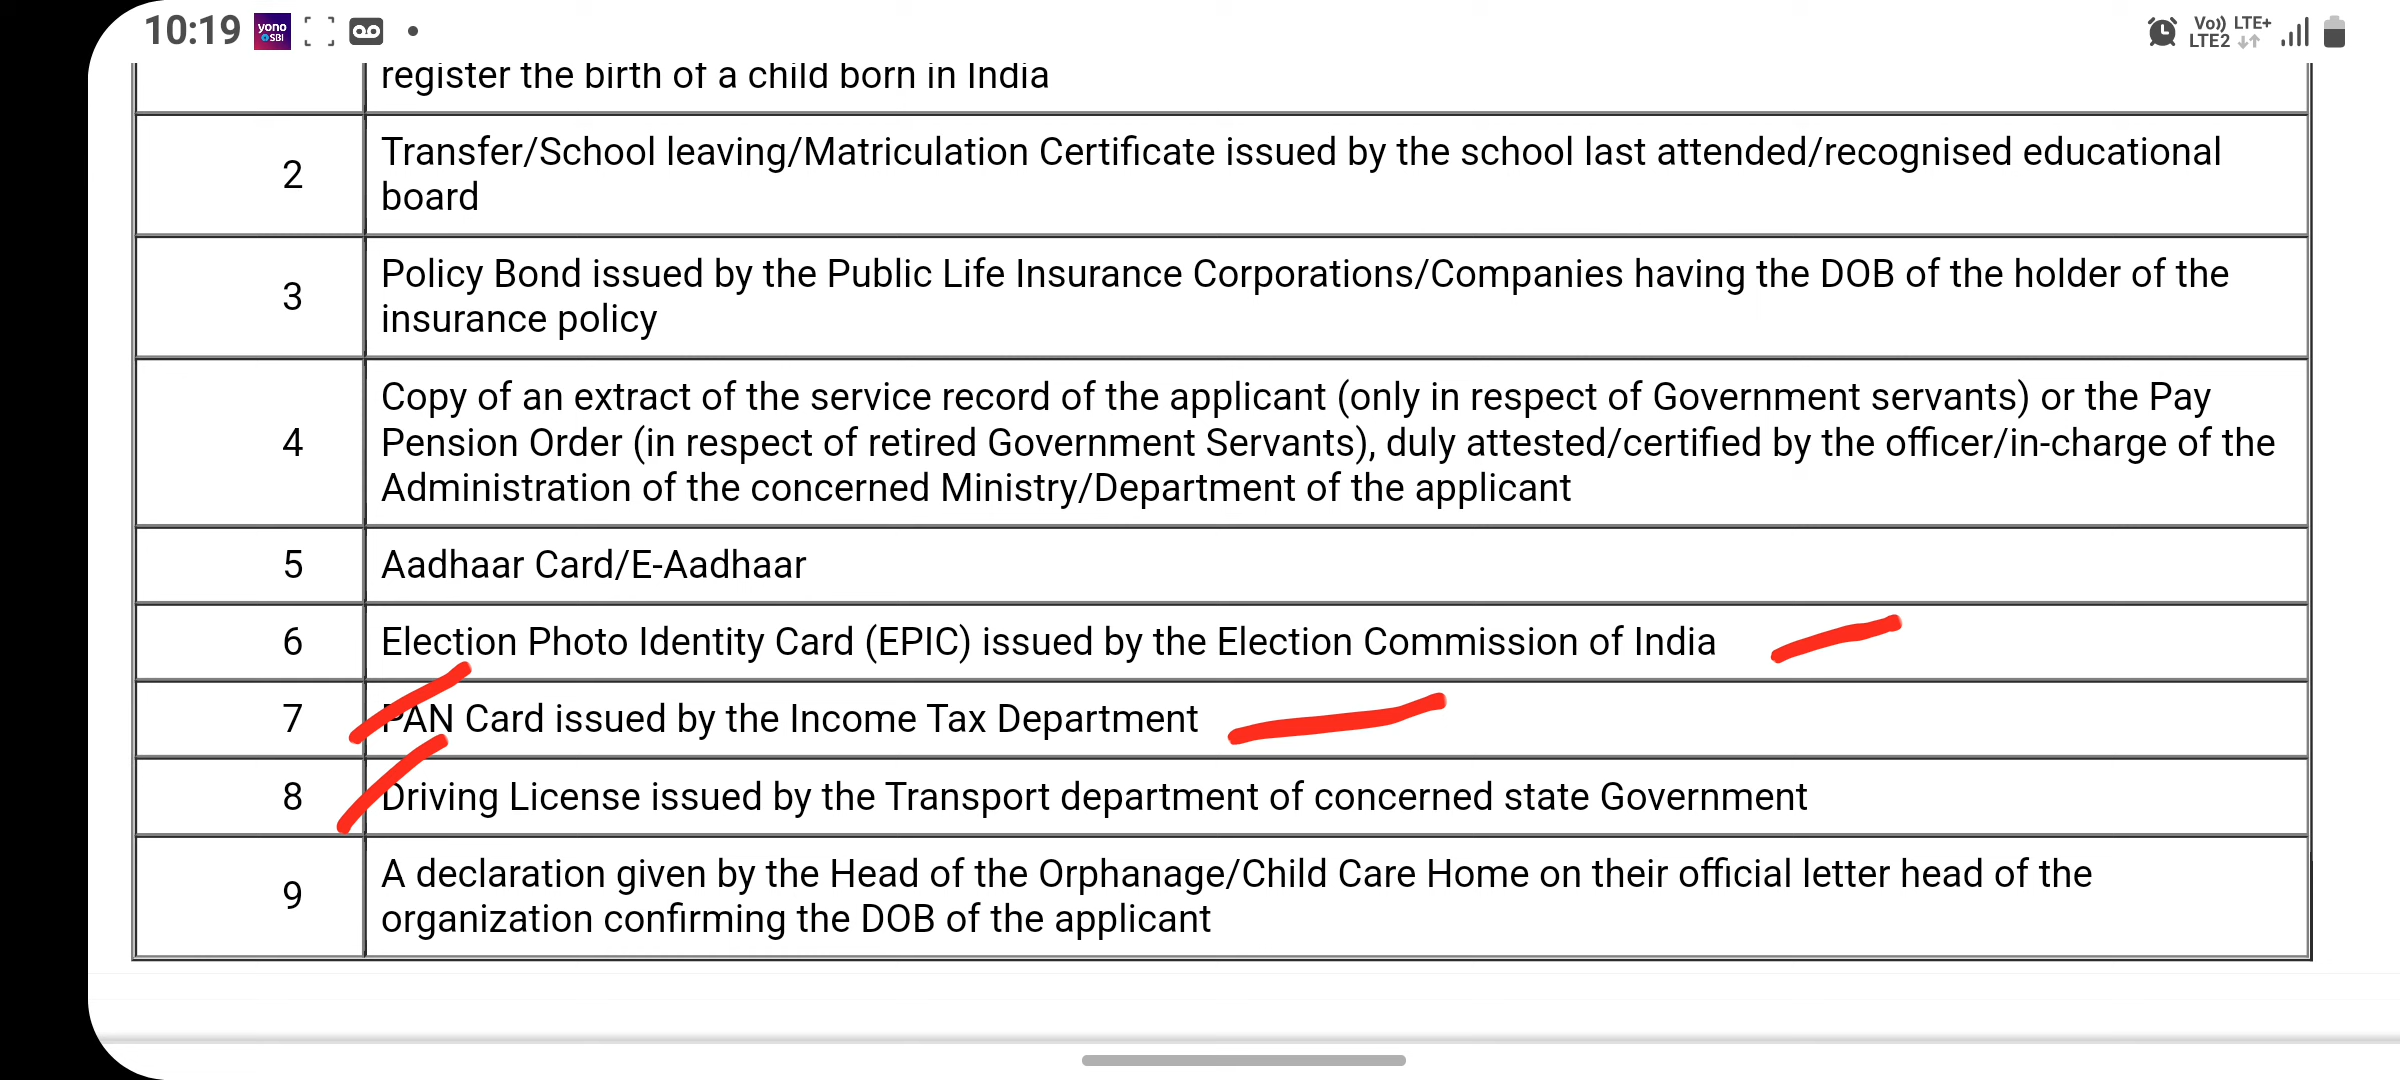 10:19
yono
SBI
Vo))
LTE+
LTE2
register the birth of a child born in India
2
Transfer/School leaving/Matriculation Certificate issued by the school last attended/recognised educational
board
3
Policy Bond issued by the Public Life Insurance Corporations/Companies having the DOB of the holder of the
insurance policy
4
Copy of an extract of the service record of the applicant (only in respect of Government servants) or the Pay
Pension Order (in respect of retired Government Servants), duly attested/certified by the officer/in-charge of the
Administration of the concerned Ministry/Department of the applicant
5
Aadhaar Card/E-Aadhaar
6
Election Photo Identity Card (EPIC) issued by the Election Commission of India
7
PAN Card issued by the Income Tax Department
8
Driving License issued by the Transport department of concerned state Government
9
A declaration given by the Head of the Orphanage/Child Care Home on their official letter head of the
organization confirming the DOB of the applicant